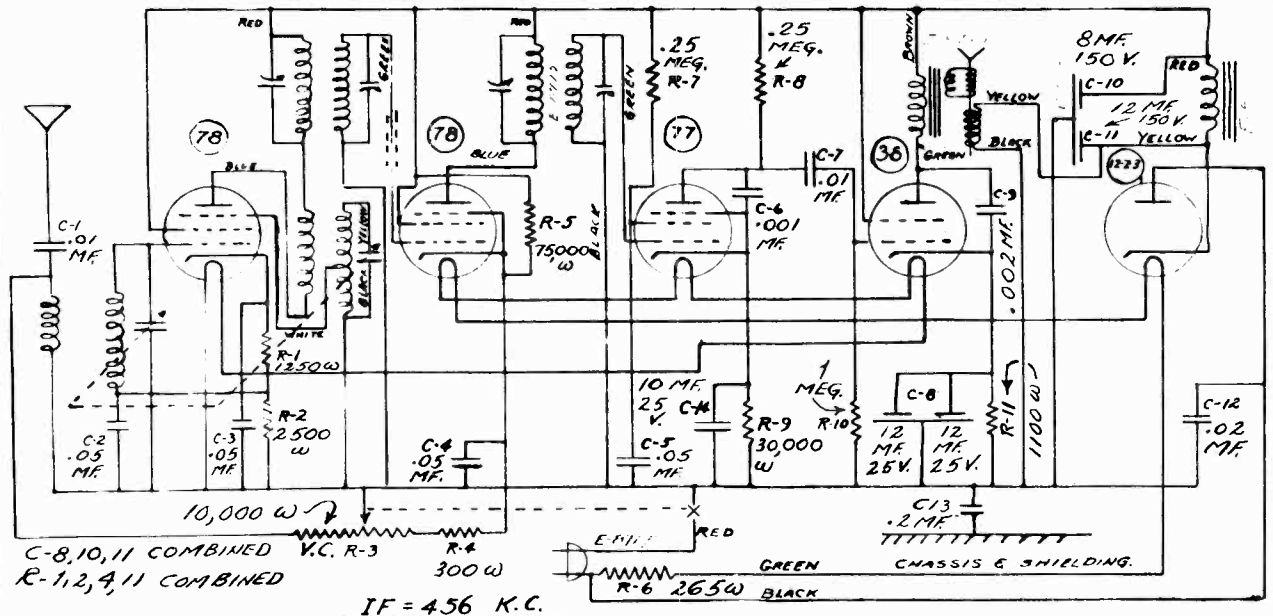 RED
RED
GREEN
GREEN
.25
MEG.
R-7
.25
MEG.
R-8
BROWN
8 MF.
150 V.
C-10
RED
YELLOW
12 MF.
150 V.
C-11
YELLOW
BLACK
78
78
77
38
12Z3
BLUE
BLUE
GREEN
C-1
.01
MF.
C-7
.01
MF.
C-6
.001
MF.
C-9
.002 MF.
R-5
75,000
ω
BLACK
YELLOW
BLACK
WHITE
R-1
1250 ω
R-2
2500
ω
C-2
.05
MF.
C-3
.05
MF.
C-4
.05
MF.
10 MF.
25
V.
C-14
C-5
.05
MF.
R-9
30,000
ω
1
MEG.
R-10
C-8
12
MF.
25V.
12
MF.
25V.
R-11
1100 ω
C-12
.02
MF.
10,000 ω
V.C. R-3
R-4
300 ω
C13
.2 MF.
RED
C-8,10,11 COMBINED
R-1,2,4,11 COMBINED
R-6 265 ω
GREEN
BLACK
CHASSIS & SHIELDING.
IF = 456 K.C.